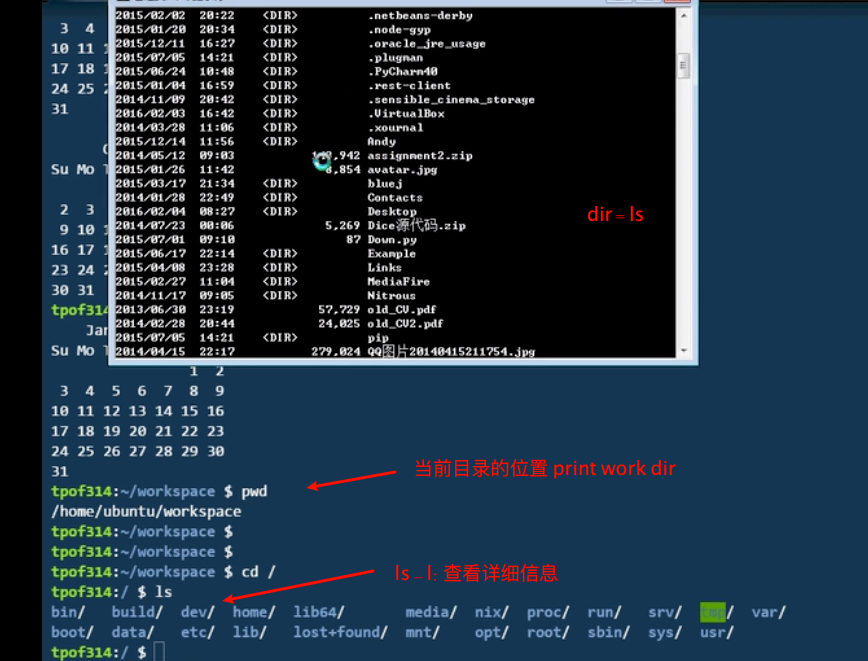 2015/02/02 20:22 <DIR> .netbeans-derby
2015/01/20 20:34 <DIR> .node-gyp
2015/12/11 16:27 <DIR> .oracle_jre_usage
2015/07/05 14:21 <DIR> .plugman
2015/06/24 10:48 <DIR> .PyCharm40
2015/01/04 16:59 <DIR> .rest-client
2014/11/09 20:42 <DIR> .sensible_cinema_storage
2016/02/03 16:42 <DIR> .VirtualBox
2014/03/28 11:06 <DIR> .xournal
2015/12/14 11:56 <DIR> Andy
2014/05/12 09:03 ,942 assignment2.zip
2015/01/26 11:42 ,854 avatar.jpg
2015/03/17 21:34 <DIR> bluej
2014/01/28 22:49 <DIR> Contacts
2016/02/04 08:27 <DIR> Desktop
2014/07/23 00:06 5,269 Dice源代码.zip
2015/07/01 09:10 87 Down.py
2015/06/17 22:14 <DIR> Example
2015/04/08 23:28 <DIR> Links
2015/02/27 11:04 <DIR> MediaFire
2014/11/17 09:05 <DIR> Nitrous
2013/06/30 23:19 57,729 old_CV.pdf
2014/02/28 20:44 24,025 old_CV2.pdf
2015/07/05 14:21 <DIR> pip
2014/04/15 22:17 279,024 QQ图片20140415211754.jpg
dir = ls
3 4
10 11
17 18
24 25
31
Su Mo
2 3
9 10
16 17
23 24
30 31
tpof314
Jan
Su Mo
1 2
3 4 5 6 7 8 9
10 11 12 13 14 15 16
17 18 19 20 21 22 23
24 25 26 27 28 29 30
31
当前目录的位置 print work dir
tpof314:~/workspace $ pwd
/home/ubuntu/workspace
tpof314:~/workspace $
tpof314:~/workspace $
tpof314:~/workspace $ cd /
ls – l: 查看详细信息
tpof314:/ $ ls
bin/ build/ dev/ home/ lib64/ media/ nix/ proc/ run/ srv/ tmp/ var/
boot/ data/ etc/ lib/ lost+found/ mnt/ opt/ root/ sbin/ sys/ usr/
tpof314:/ $